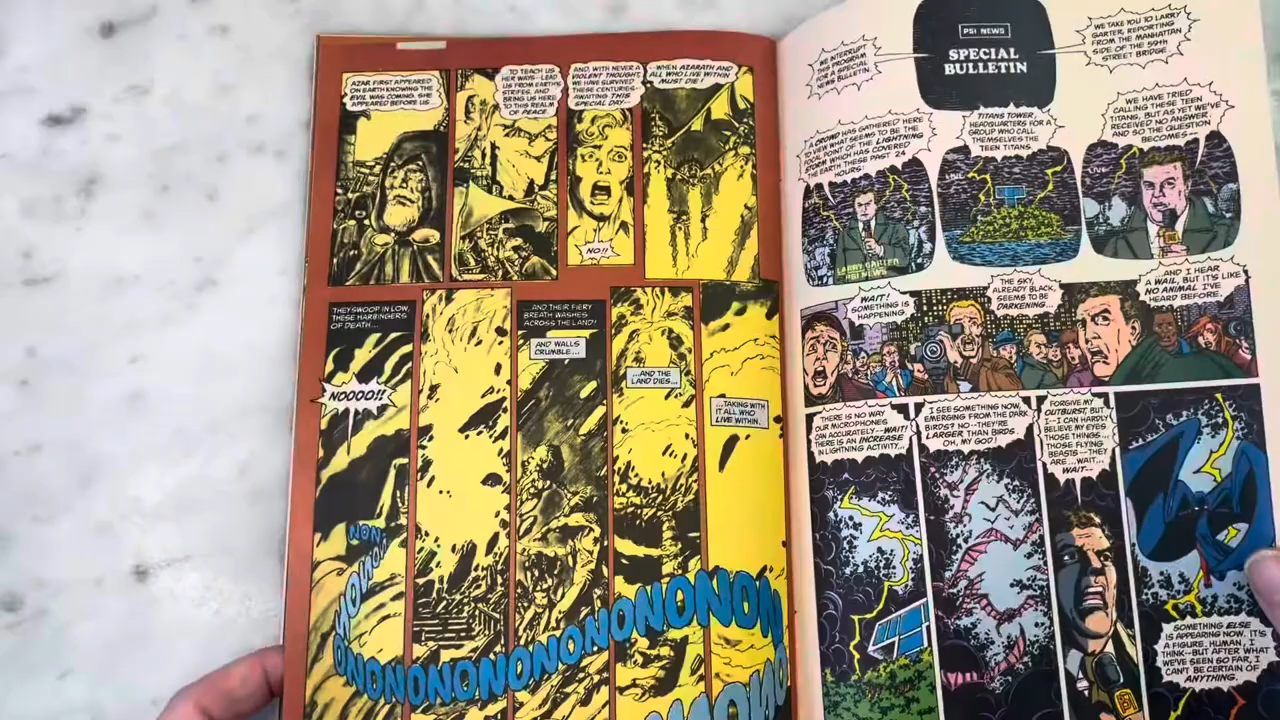 AZAR FIRST APPEARED
ON EARTH KNOWING THE
EVIL WAS COMING. SHE
APPEARED BEFORE US...
TO TEACH US
HER WAYS--LEAD
US FROM EARTH'S
STRIFES, AND
BRING US HERE
TO THIS REALM
OF PEACE.
AND, WITH NEVER A
VIOLENT THOUGHT,
WE HAVE SURVIVED
THESE CENTURIES--
AWAITING THIS
SPECIAL DAY--
--WHEN AZARATH AND
ALL WHO LIVE WITHIN
MUST DIE!
NO!!
THEY SWOOP IN LOW,
THESE HARBINGERS
OF DEATH...
NOOOO!!
AND THEIR FIERY
BREATH WASHES
ACROSS THE LAND!
AND WALLS
CRUMBLE...
...AND THE
LAND DIES...
...TAKING WITH
IT ALL WHO
LIVE WITHIN.
WE INTERRUPT
THIS PROGRAM
FOR A SPECIAL
NEWS BULLETIN.
PSI NEWS
SPECIAL
BULLETIN
WE TAKE YOU TO LARRY
GARTER, REPORTING
FROM THE MANHATTAN
SIDE OF THE 59TH
STREET BRIDGE.
A CROWD HAS GATHERED HERE
TO VIEW WHAT SEEMS TO BE THE
FOCAL POINT OF THE LIGHTNING
STORM WHICH HAS COVERED
THE EARTH THESE PAST 24
HOURS:
LARRY GARTER
PSI NEWS
TITANS TOWER,
HEADQUARTERS FOR A
GROUP WHO CALL
THEMSELVES THE
TEEN TITANS.
LIVE
WE HAVE TRIED
CALLING THESE TEEN
TITANS, BUT AS YET WE'VE
RECEIVED NO ANSWER.
AND SO THE QUESTION
BECOMES--
LIVE
WAIT!
SOMETHING IS
HAPPENING.
THE SKY,
ALREADY BLACK,
SEEMS TO BE
DARKENING...
...AND I HEAR
A WAIL, BUT IT'S LIKE
NO ANIMAL I'VE
HEARD BEFORE.
THERE IS NO WAY
OUR MICROPHONES
CAN ACCURATELY--WAIT!
THERE IS AN INCREASE
IN LIGHTNING ACTIVITY...
I SEE SOMETHING NOW,
EMERGING FROM THE DARK.
BIRDS? NO--THEY'RE
LARGER THAN BIRDS.
OH, MY GOD!
FORGIVE MY
OUTBURST, BUT
I--I CAN HARDLY
BELIEVE MY EYES.
THOSE THINGS...
THOSE FLYING
BEASTS--THEY
ARE...WAIT...
WAIT--
SOMETHING ELSE
IS APPEARING NOW. IT'S
A FIGURE. HUMAN, I
THINK--BUT AFTER WHAT
WE'VE SEEN SO FAR, I
CAN'T BE CERTAIN OF
ANYTHING.
PSI